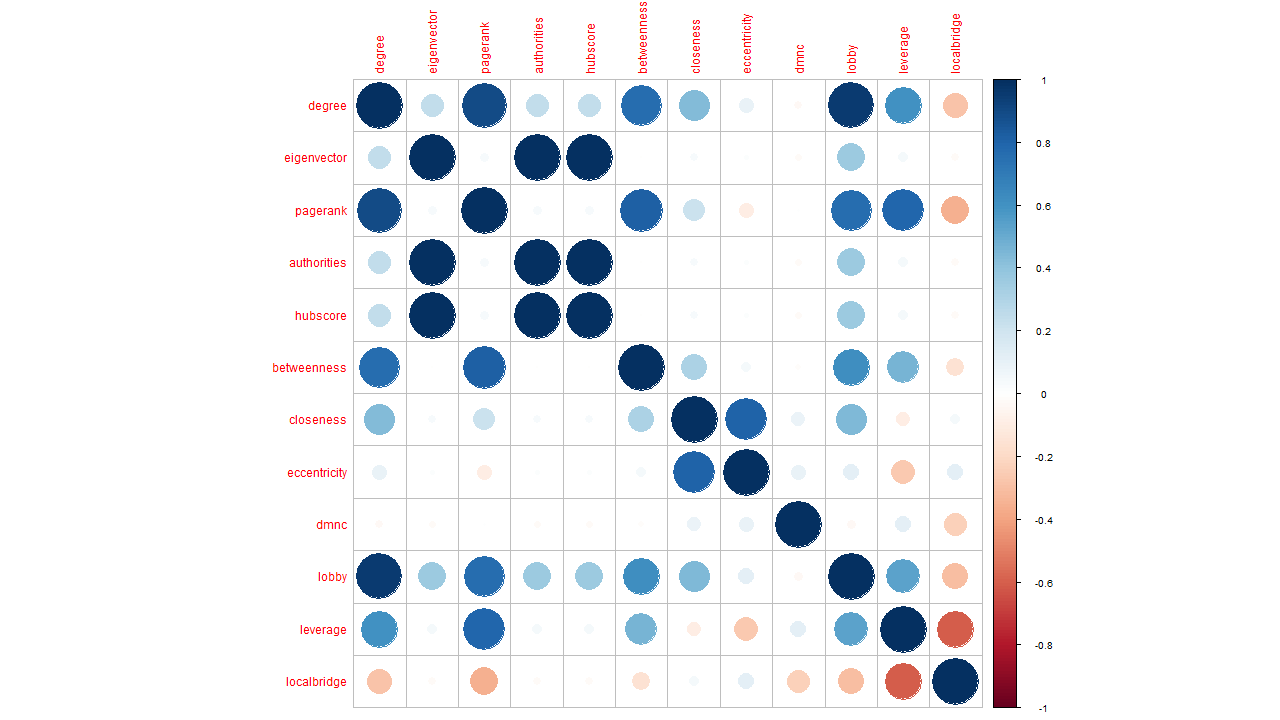 degree eigenvector pagerank authorities hubscore betweenness closeness eccentricity dmnc lobby leverage localbridge
degree
eigenvector
pagerank
authorities
hubscore
betweenness
closeness
eccentricity
dmnc
lobby
leverage
localbridge
1
0.8
0.6
0.4
0.2
0
-0.2
-0.4
-0.6
-0.8
-1